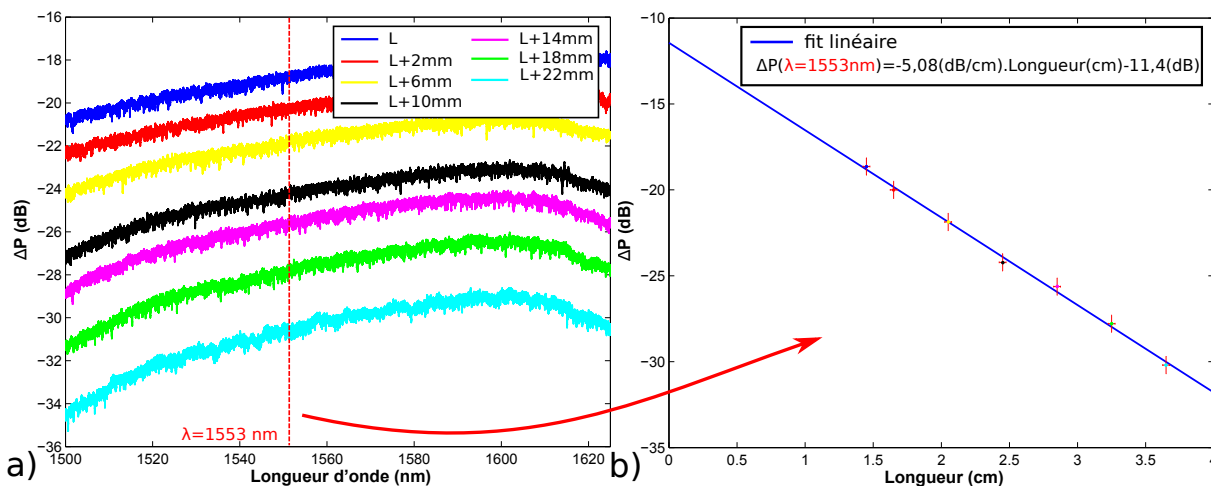 −16
−18
−20
−22
−24
−26
−28
−30
−32
−34
−36
ΔP (dB)
L
L+2mm
L+6mm
L+10mm
L+14mm
L+18mm
L+22mm
λ=1553 nm
1500
1520
1540
1560
1580
1600
1620
Longueur d'onde (nm)
a)
−10
−15
−20
−25
−30
−35
ΔP (dB)
fit linéaire
ΔP(λ=1553nm)=-5,08(dB/cm).Longueur(cm)-11,4(dB)
0
0.5
1
1.5
2
2.5
3
3.5
4
Longueur (cm)
b)